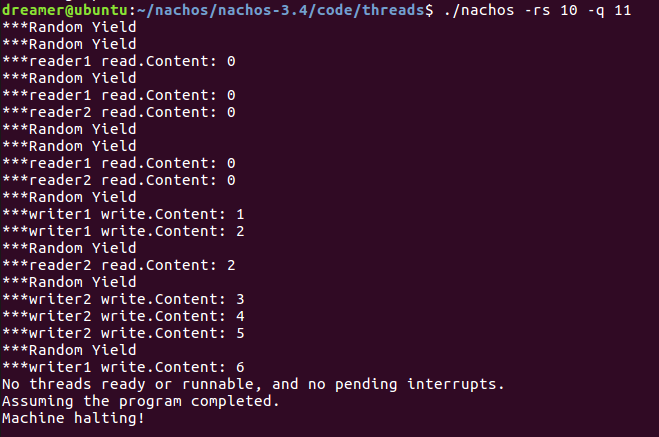 dreamer@ubuntu:~/nachos/nachos-3.4/code/threads$ ./nachos -rs 10 -q 11
***Random Yield
***Random Yield
***reader1 read.Content: 0
***Random Yield
***reader1 read.Content: 0
***reader2 read.Content: 0
***Random Yield
***Random Yield
***reader1 read.Content: 0
***reader2 read.Content: 0
***Random Yield
***writer1 write.Content: 1
***writer1 write.Content: 2
***Random Yield
***reader2 read.Content: 2
***Random Yield
***writer2 write.Content: 3
***writer2 write.Content: 4
***writer2 write.Content: 5
***Random Yield
***writer1 write.Content: 6
No threads ready or runnable, and no pending interrupts.
Assuming the program completed.
Machine halting!